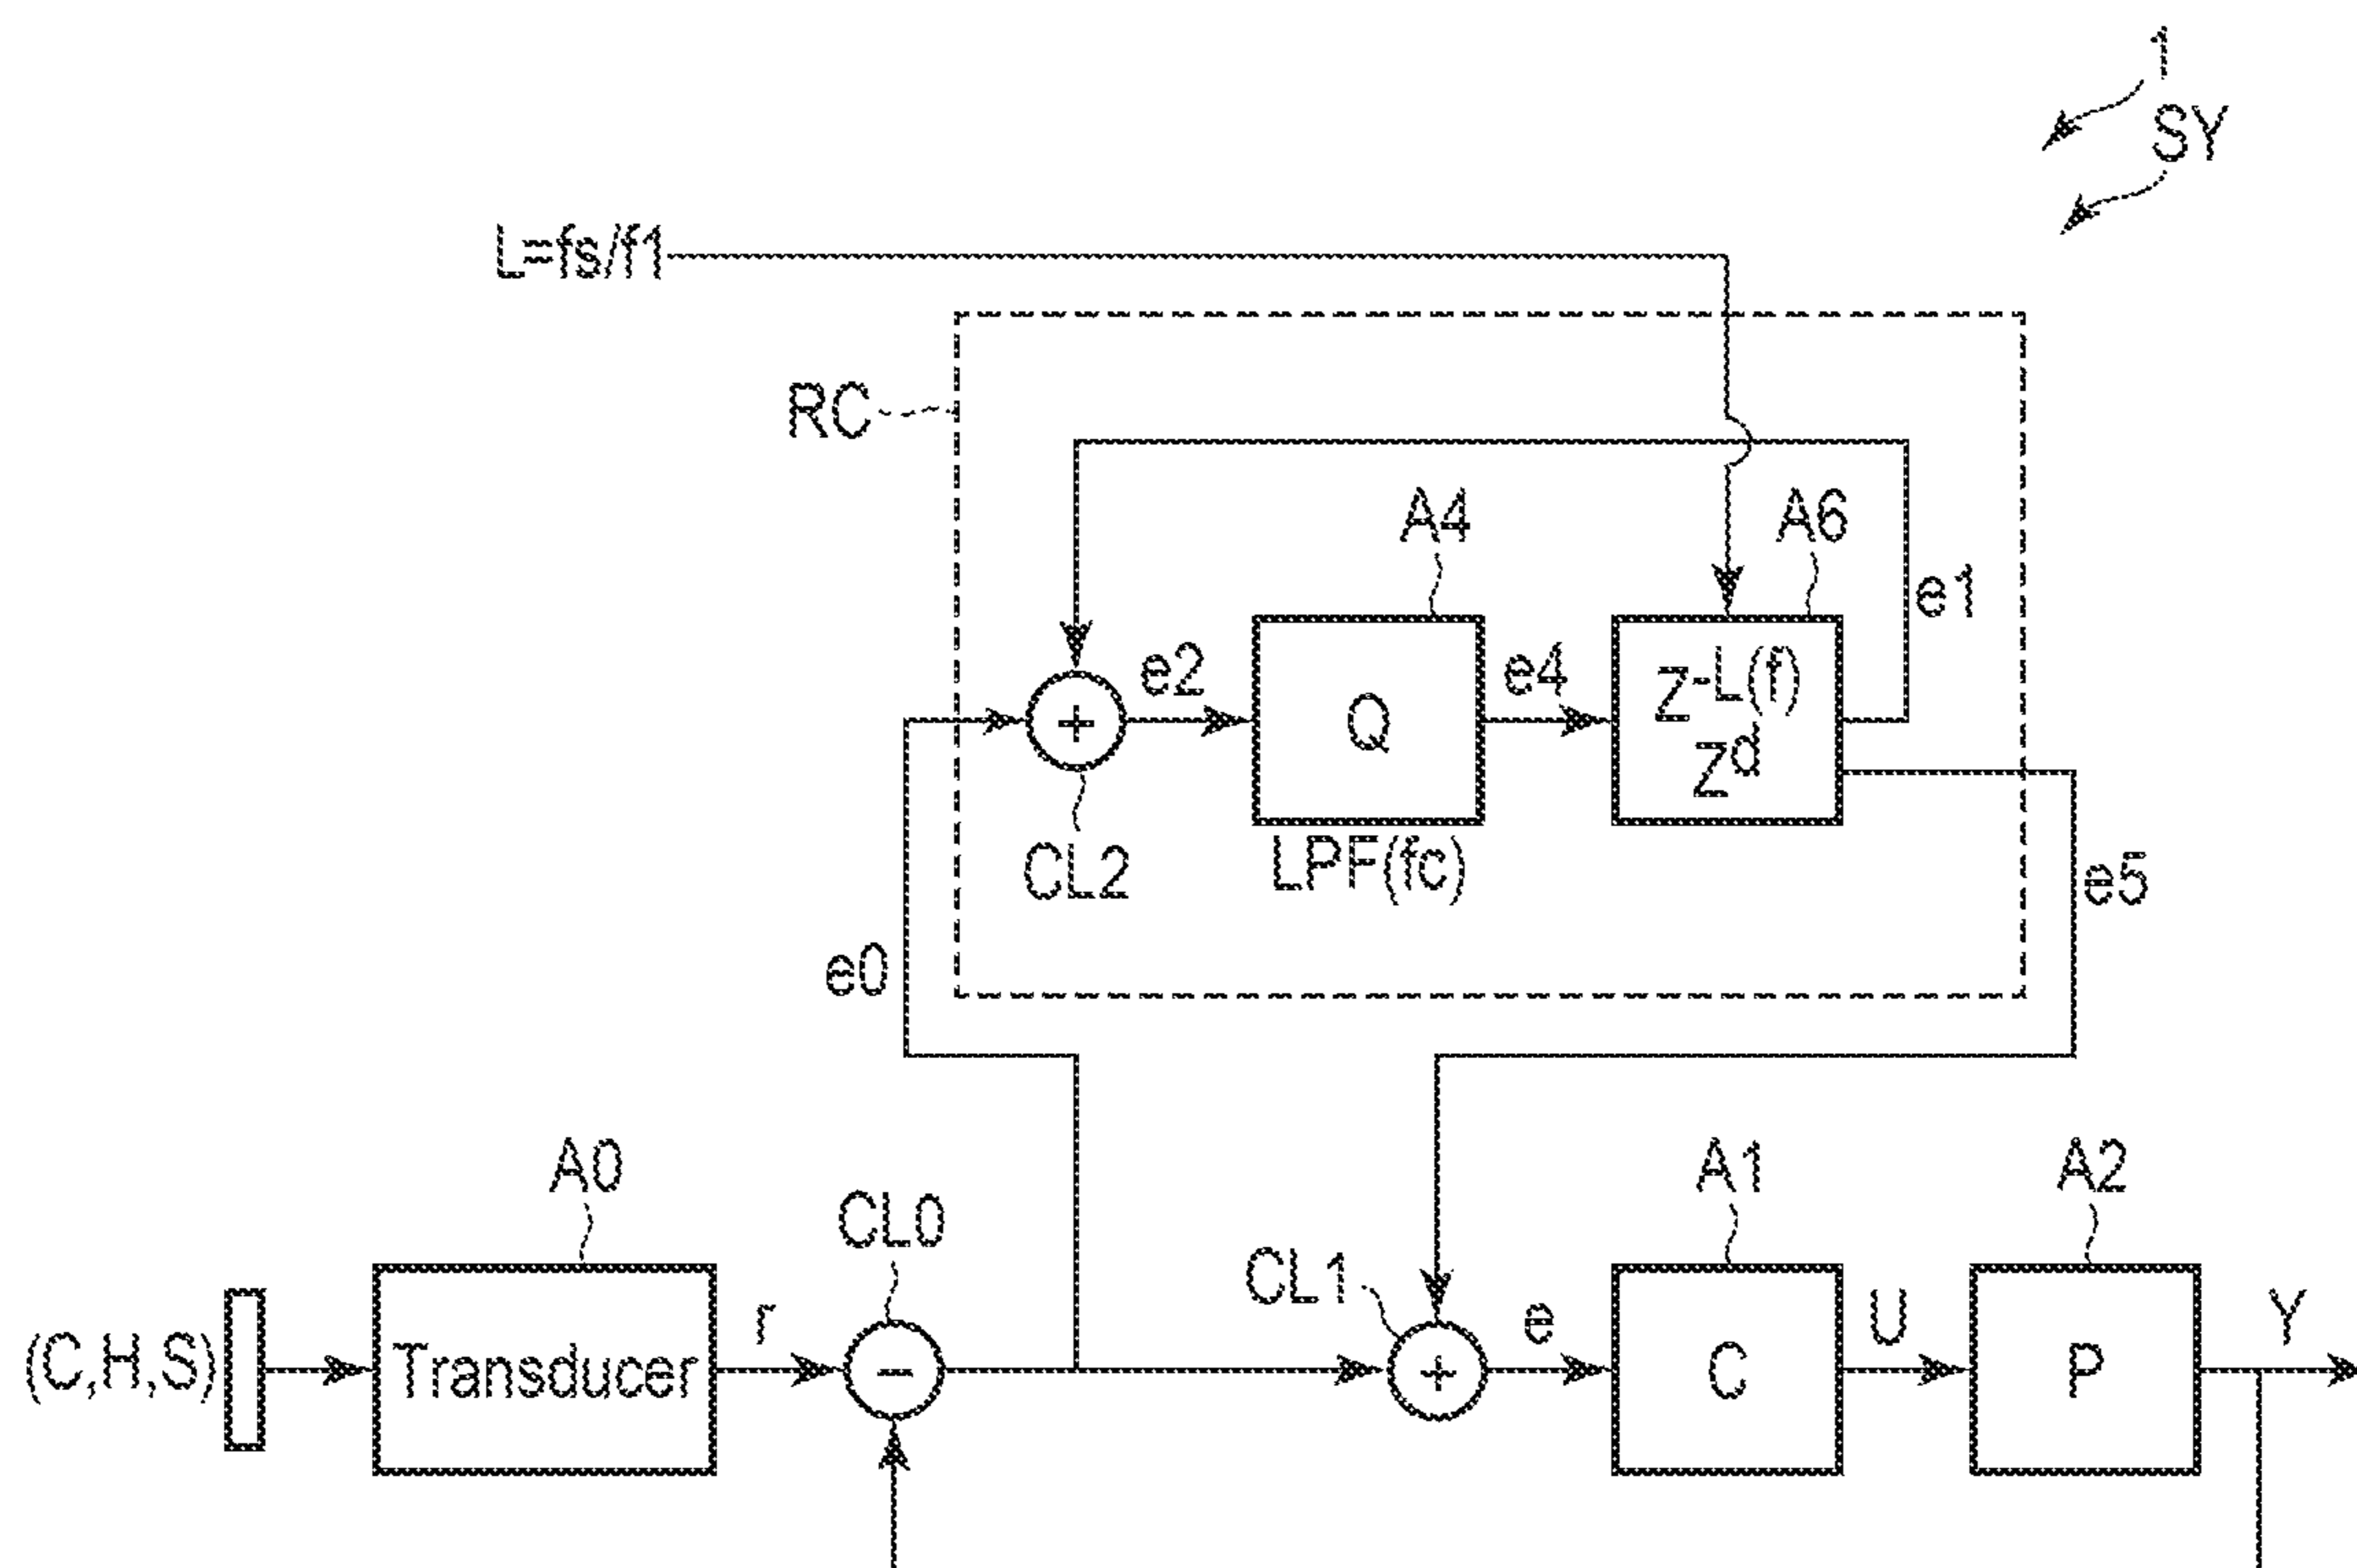 1
SY
L=fs/f1
RC
A4
A6
e1
e2
Q
e4
Z-L(f)
Zd
CL2
LPF(fc)
e5
e0
A0
CL0
CL1
A1
A2
(C,H,S)
Transducer
r
−
+
e
C
U
P
Y
+